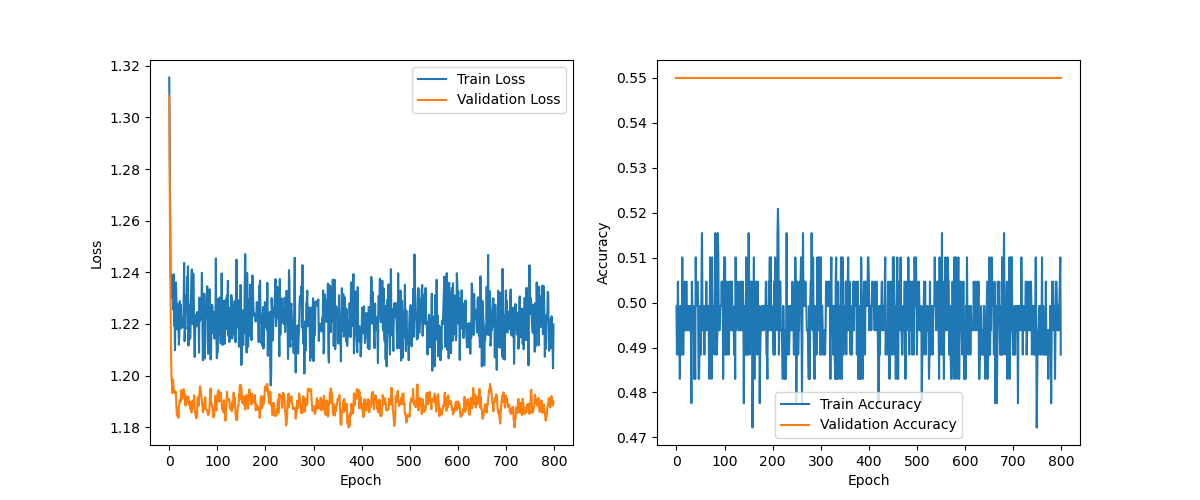 1.32
1.30
1.28
1.26
1.24
1.22
1.20
1.18
Loss
Train Loss
Validation Loss
0 100 200 300 400 500 600 700 800
Epoch
0.55
0.54
0.53
0.52
0.51
0.50
0.49
0.48
0.47
Accuracy
Train Accuracy
Validation Accuracy
0 100 200 300 400 500 600 700 800
Epoch